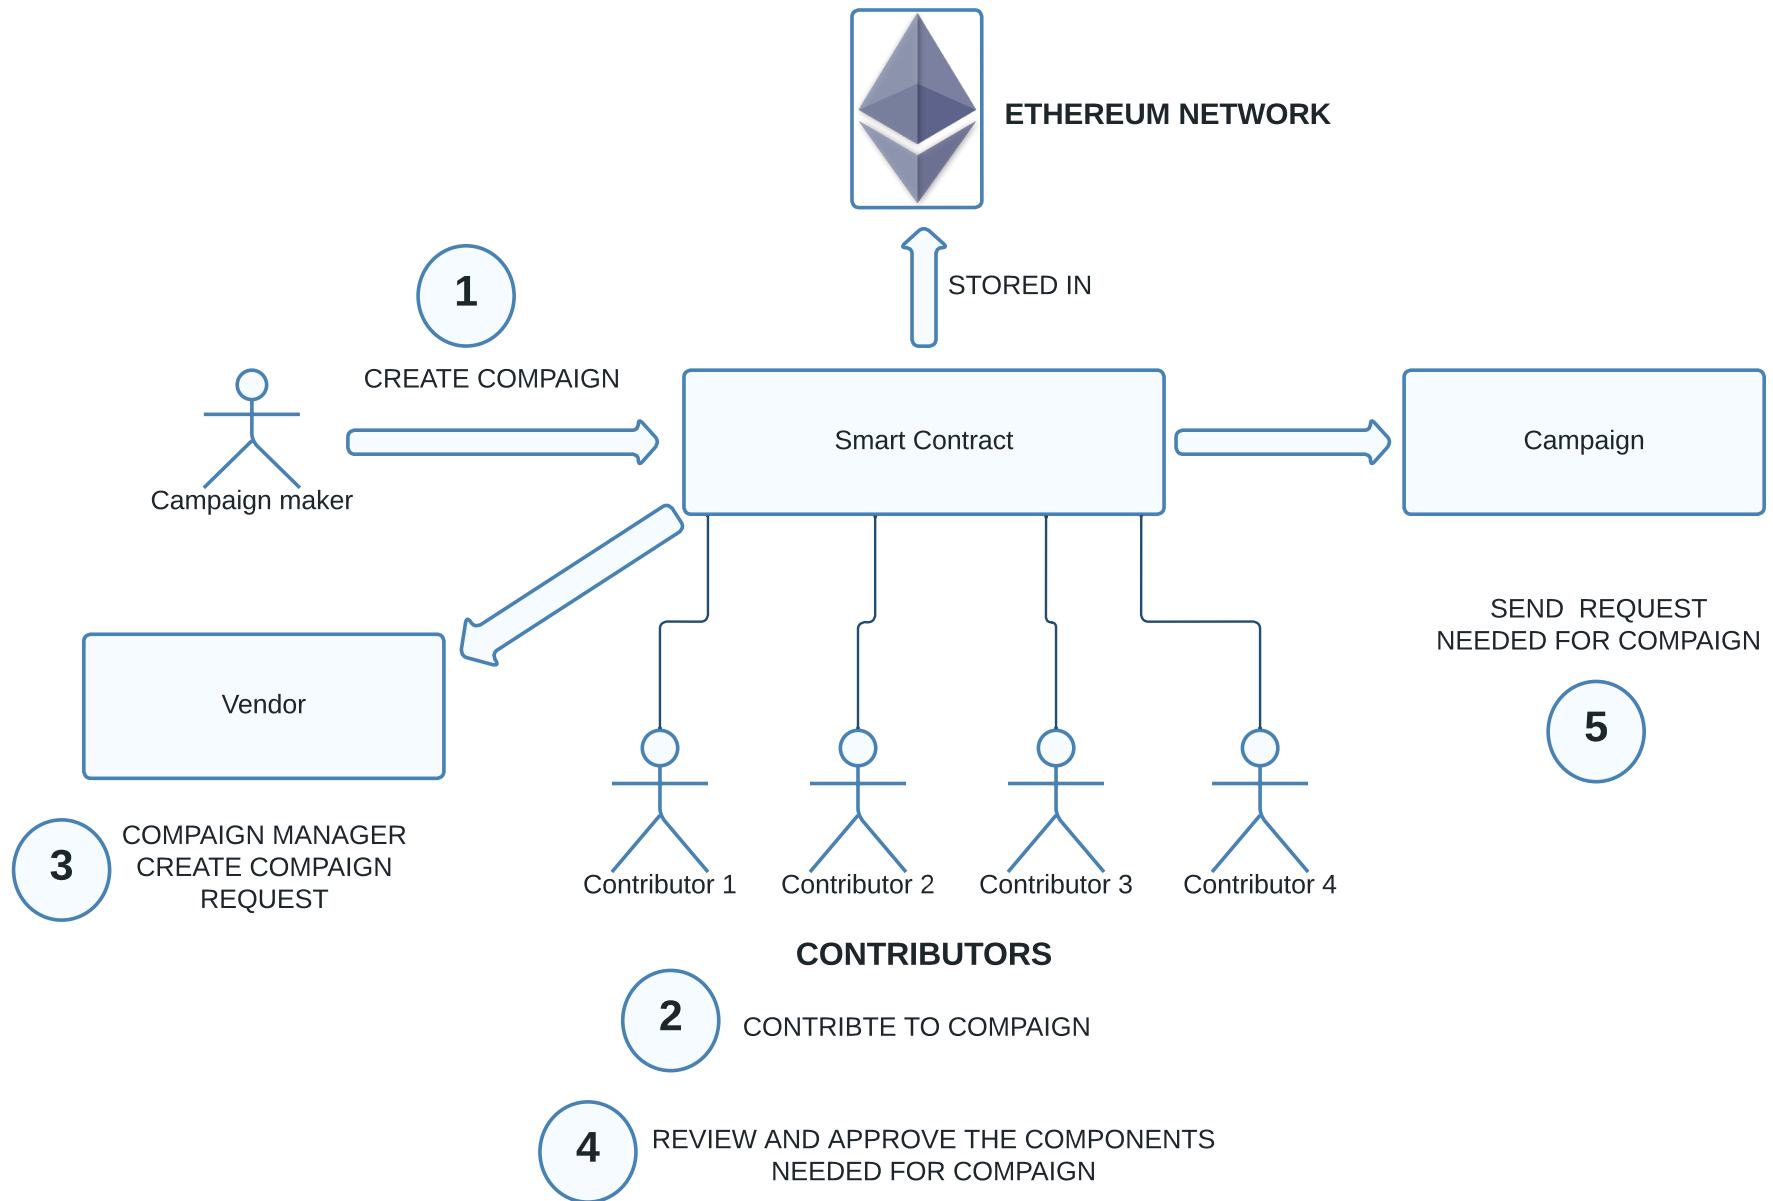 ETHEREUM NETWORK
STORED IN
1
CREATE COMPAIGN
Campaign maker
Smart Contract
Campaign
Vendor
SEND  REQUEST
NEEDED FOR COMPAIGN
5
3
COMPAIGN MANAGER
CREATE COMPAIGN
REQUEST
Contributor 1
Contributor 2
Contributor 3
Contributor 4
CONTRIBUTORS
2
CONTRIBTE TO COMPAIGN
4
REVIEW AND APPROVE THE COMPONENTS
NEEDED FOR COMPAIGN